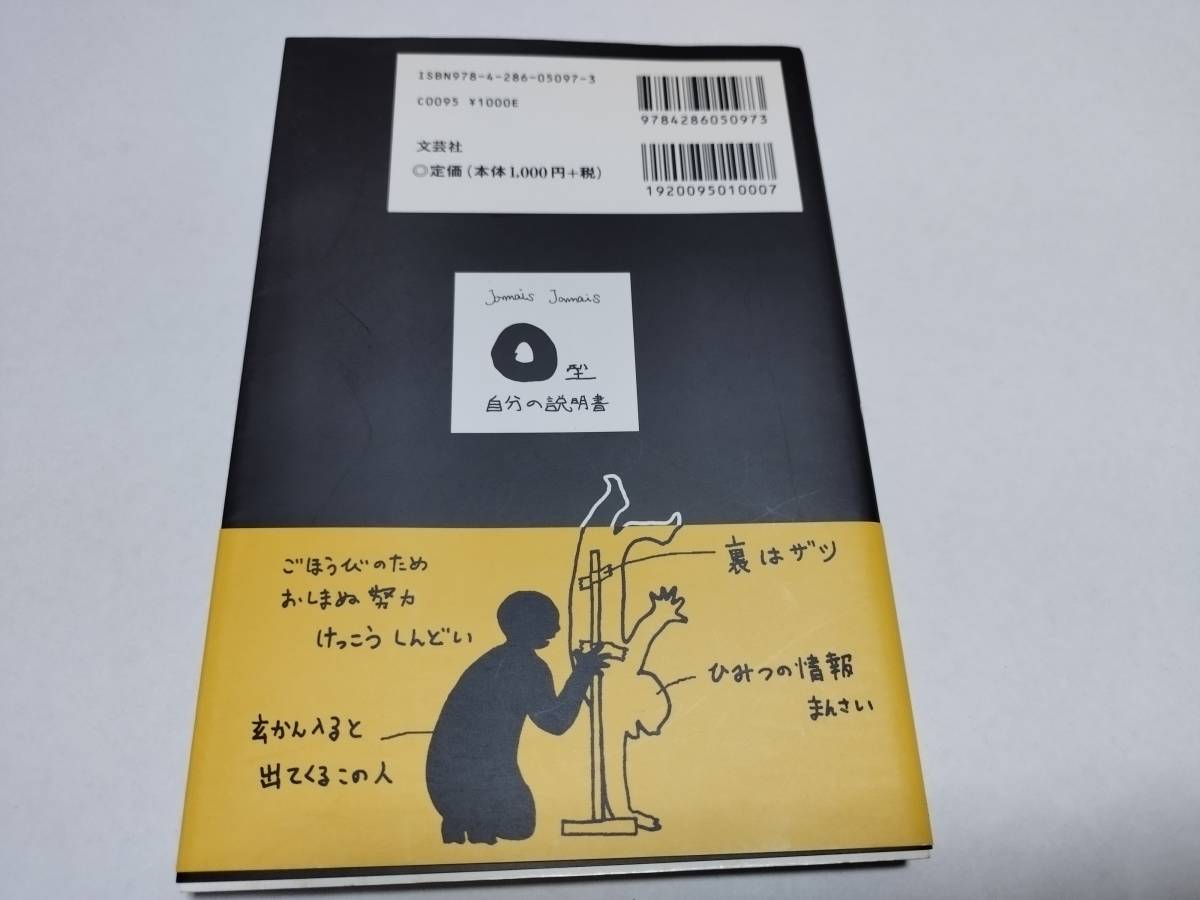 ISBN978-4-286-05097-3
C0095 ¥1000E
9784286050973
文芸社
◎定価(本体1,000円+税)
1920095010007
Jamais Jamais
O型
自分の説明書
ごほうびのため
おしまぬ努力
けっこうしんどい
裏はザツ
ひみつの情報
まんさい
玄かん入ると
出てくるこの人